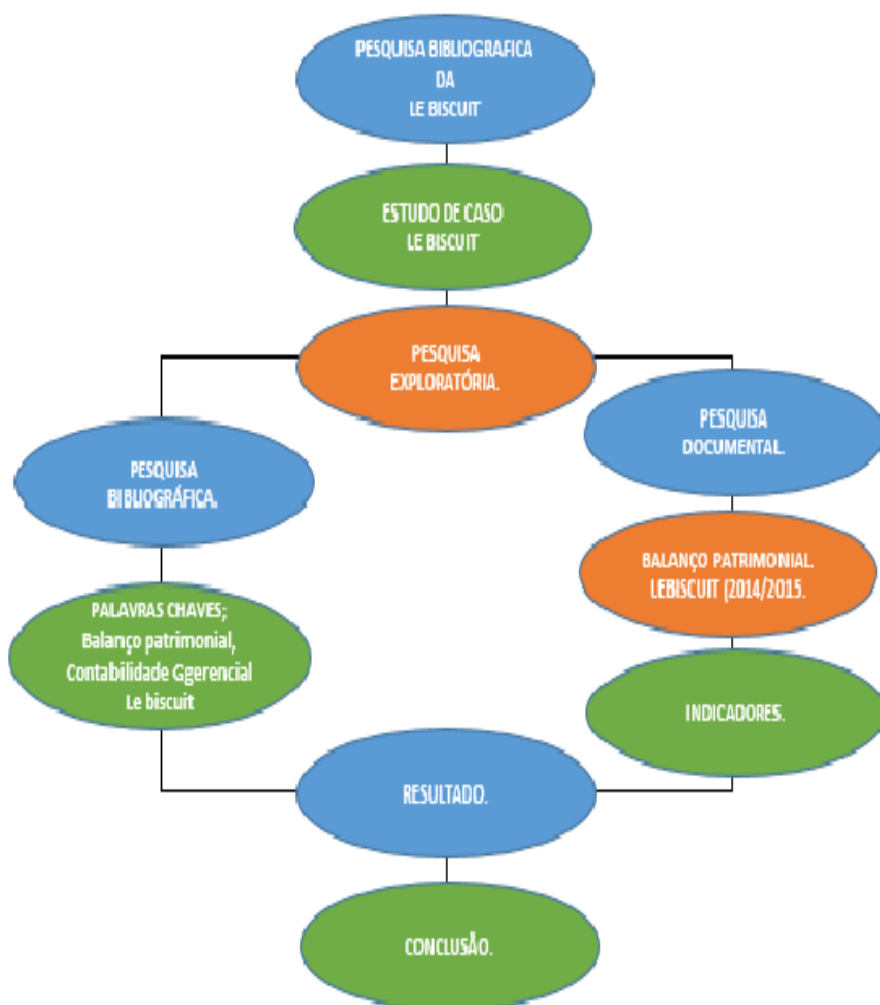 PESQUISA BIBLIOGRAFICA
DA
LE BISCUIT
ESTUDO DE CASO
LE BISCUIT
PESQUISA
EXPLORATÓRIA.
PESQUISA
DOCUMENTAL.
PESQUISA
BIBLIOGRÁFICA.
BALANÇO PATRIMONIAL.
LEBISCUIT (2014/2015.
PALAVRAS CHAVES;
Balanço patrimonial,
Contabilidade Ggerencial
Le biscuit
INDICADORES.
RESULTADO.
CONCLUSÃO.